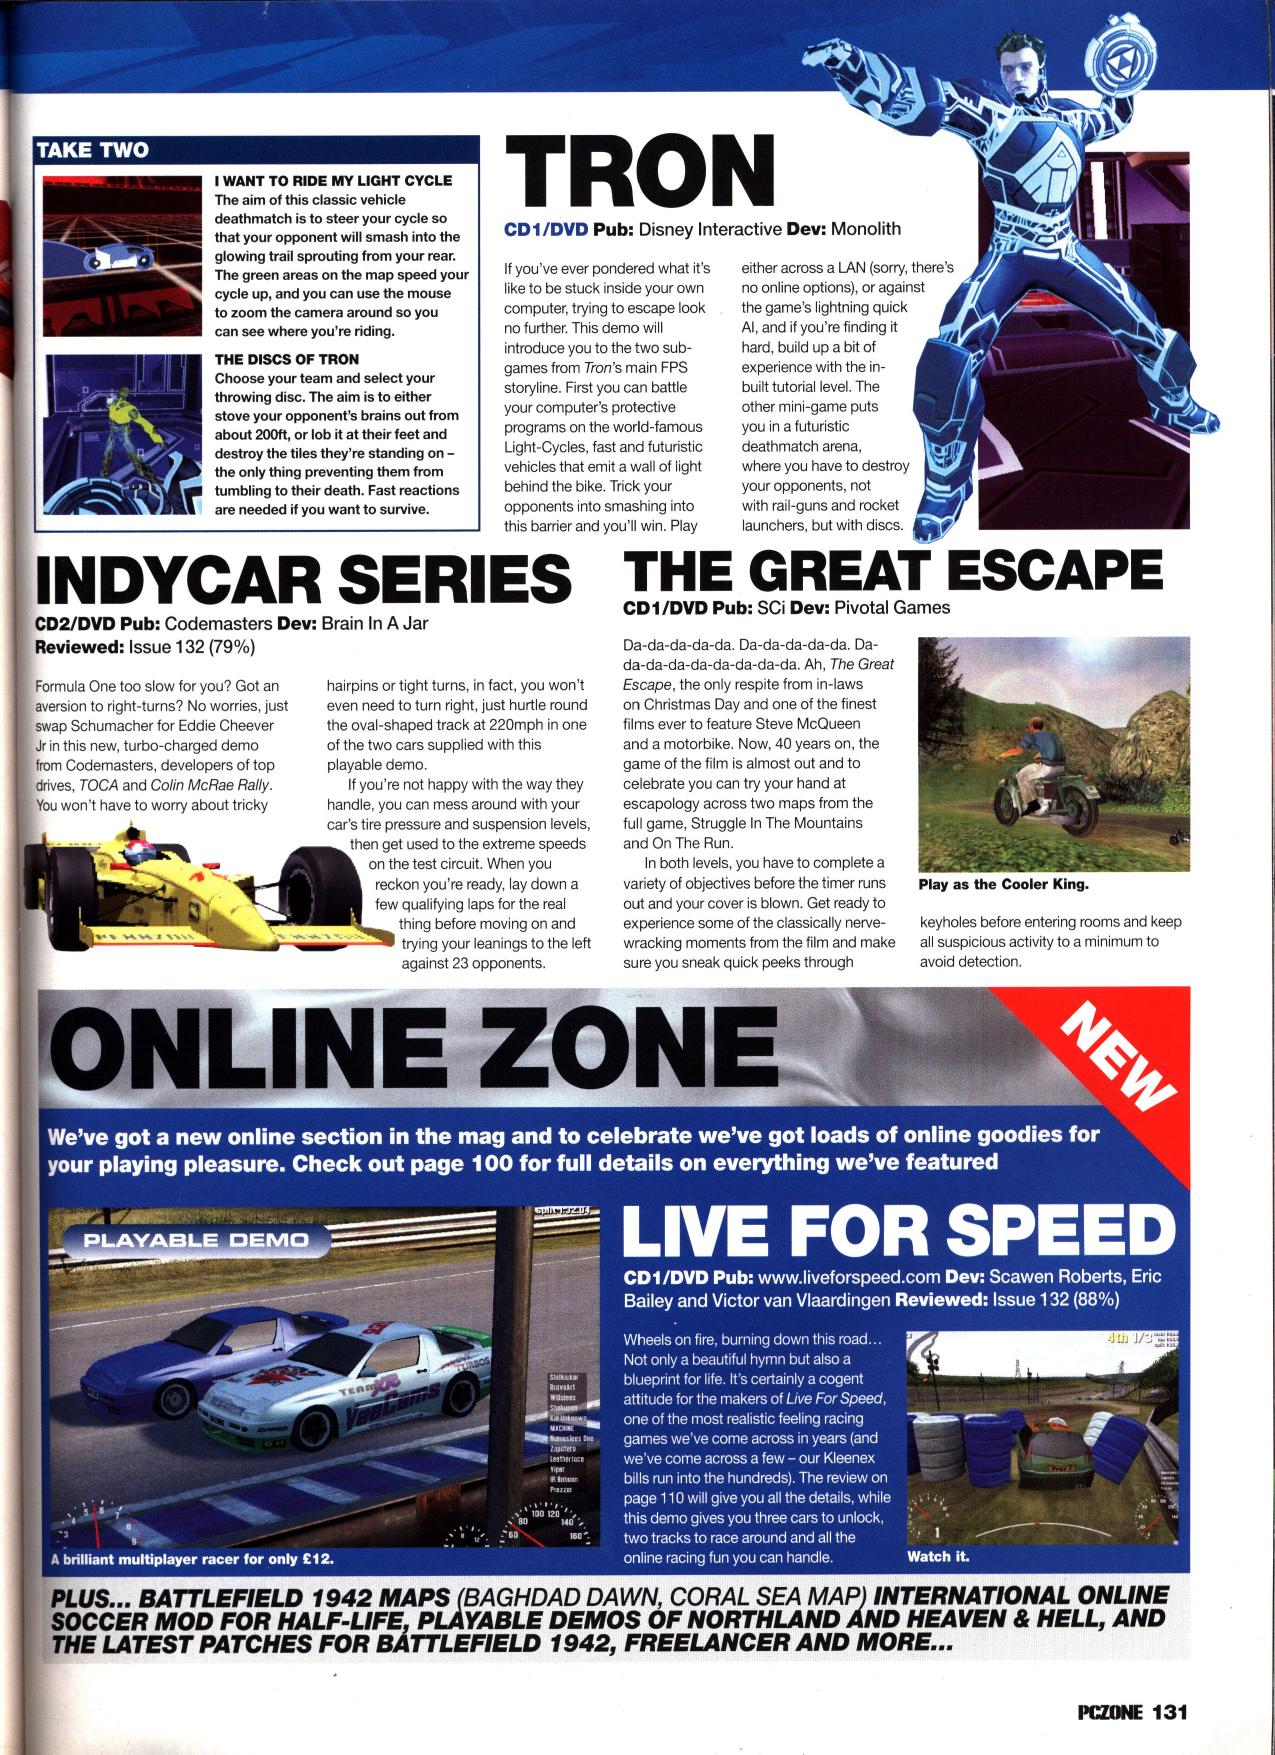 TAKE TWO
I WANT TO RIDE MY LIGHT CYCLE
The aim of this classic vehicle
deathmatch is to steer your cycle so
that your opponent will smash into the
glowing trail sprouting from your rear.
The green areas on the map speed your
cycle up, and you can use the mouse
to zoom the camera around so you
can see where you're riding.
THE DISCS OF TRON
Choose your team and select your
throwing disc. The aim is to either
stove your opponent's brains out from
about 200ft, or lob it at their feet and
destroy the tiles they're standing on –
the only thing preventing them from
tumbling to their death. Fast reactions
are needed if you want to survive.
TRON
CD1/DVD Pub: Disney Interactive Dev: Monolith
If you've ever pondered what it's
like to be stuck inside your own
computer, trying to escape look
no further. This demo will
introduce you to the two sub-
games from Tron's main FPS
storyline. First you can battle
your computer's protective
programs on the world-famous
Light-Cycles, fast and futuristic
vehicles that emit a wall of light
behind the bike. Trick your
opponents into smashing into
this barrier and you'll win. Play
either across a LAN (sorry, there's
no online options), or against
the game's lightning quick
AI, and if you're finding it
hard, build up a bit of
experience with the in-
built tutorial level. The
other mini-game puts
you in a futuristic
deathmatch arena,
where you have to destroy
your opponents, not
with rail-guns and rocket
launchers, but with discs.
INDYCAR SERIES
CD2/DVD Pub: Codemasters Dev: Brain In A Jar
Reviewed: Issue 132 (79%)
Formula One too slow for you? Got an
aversion to right-turns? No worries, just
swap Schumacher for Eddie Cheever
Jr in this new, turbo-charged demo
from Codemasters, developers of top
drives, TOCA and Colin McRae Rally.
You won't have to worry about tricky
hairpins or tight turns, in fact, you won't
even need to turn right, just hurtle round
the oval-shaped track at 220mph in one
of the two cars supplied with this
playable demo.
If you're not happy with the way they
handle, you can mess around with your
car's tire pressure and suspension levels,
then get used to the extreme speeds
on the test circuit. When you
reckon you're ready, lay down a
few qualifying laps for the real
thing before moving on and
trying your leanings to the left
against 23 opponents.
PENNZOIL
THE GREAT ESCAPE
CD1/DVD Pub: SCi Dev: Pivotal Games
Da-da-da-da-da. Da-da-da-da-da. Da-
da-da-da-da-da-da-da-da. Ah, The Great
Escape, the only respite from in-laws
on Christmas Day and one of the finest
films ever to feature Steve McQueen
and a motorbike. Now, 40 years on, the
game of the film is almost out and to
celebrate you can try your hand at
escapology across two maps from the
full game, Struggle In The Mountains
and On The Run.
In both levels, you have to complete a
variety of objectives before the timer runs
out and your cover is blown. Get ready to
experience some of the classically nerve-
wracking moments from the film and make
sure you sneak quick peeks through
Play as the Cooler King.
keyholes before entering rooms and keep
all suspicious activity to a minimum to
avoid detection.
ONLINE ZONE
NEW
We've got a new online section in the mag and to celebrate we've got loads of online goodies for
your playing pleasure. Check out page 100 for full details on everything we've featured
PLAYABLE DEMO
split 1:32.04
TEAM XR
VeeGams
TURBOS
Skillkicker
BraveArt
Shotguns
Kid Unknown
MACHINE
Nameless One
Zapatero
Leatherface
Viper
IR Baboon
Prezzer
80 100 120
140
60 160
A brilliant multiplayer racer for only £12.
LIVE FOR SPEED
CD1/DVD Pub: www.liveforspeed.com Dev: Scawen Roberts, Eric
Bailey and Victor van Vlaardingen Reviewed: Issue 132 (88%)
Wheels on fire, burning down this road...
Not only a beautiful hymn but also a
blueprint for life. It's certainly a cogent
attitude for the makers of Live For Speed,
one of the most realistic feeling racing
games we've come across in years (and
we've come across a few – our Kleenex
bills run into the hundreds). The review on
page 110 will give you all the details, while
this demo gives you three cars to unlock,
two tracks to race around and all the
online racing fun you can handle.
4th 1/3
1
Watch it.
PLUS... BATTLEFIELD 1942 MAPS (BAGHDAD DAWN, CORAL SEA MAP) INTERNATIONAL ONLINE
SOCCER MOD FOR HALF-LIFE, PLAYABLE DEMOS OF NORTHLAND AND HEAVEN & HELL, AND
THE LATEST PATCHES FOR BATTLEFIELD 1942, FREELANCER AND MORE...
PCZONE 131